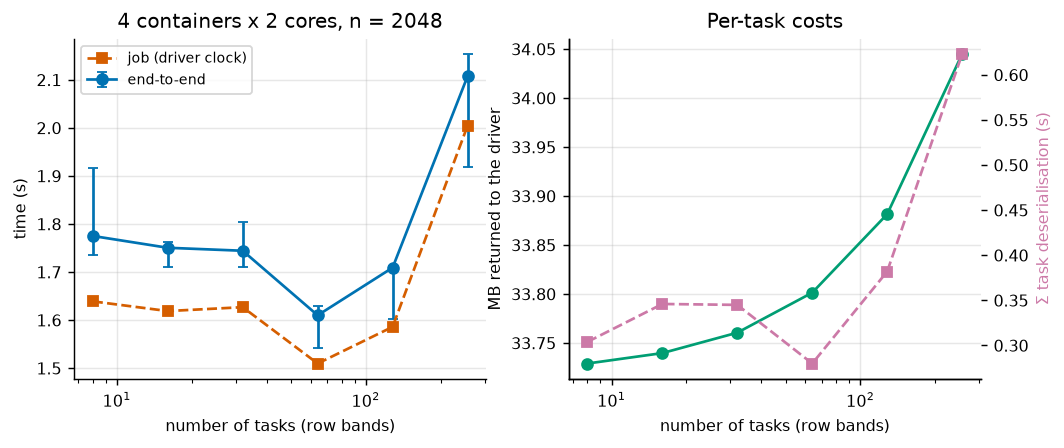 4 containers x 2 cores, n = 2048
job (driver clock)
end-to-end
2.1
2.0
1.9
1.8
1.7
1.6
1.5
time (s)
10¹
10²
number of tasks (row bands)
Per-task costs
34.05
34.00
33.95
33.90
33.85
33.80
33.75
MB returned to the driver
0.60
0.55
0.50
0.45
0.40
0.35
0.30
Σ task deserialisation (s)
10¹
10²
number of tasks (row bands)